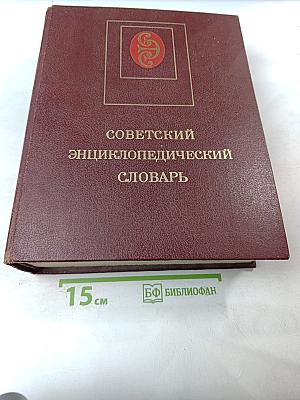 СОВЕТСКИЙ
ЭНЦИКЛОПЕДИЧЕСКИЙ
СЛОВАРЬ
15 см
БФ БИБЛИОФАН